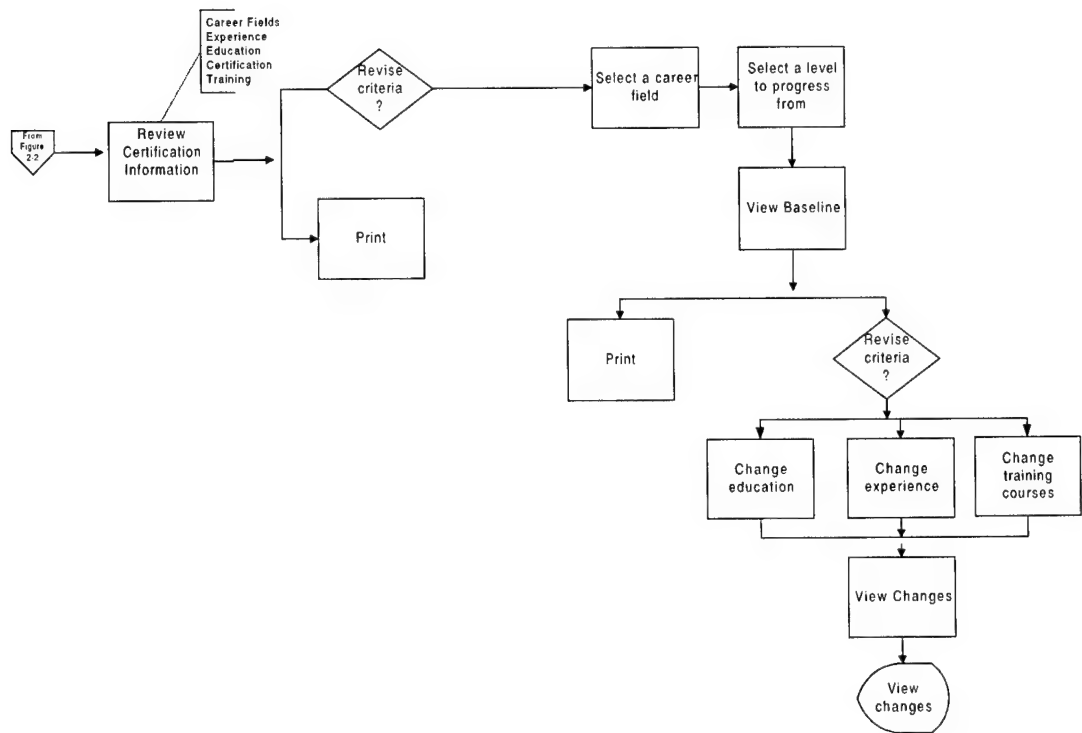 Career Fields
Experience
Education
Certification
Training
Revise
criteria
?
Select a career
field
Select a level
to progress
from
From
Figure
2-2
Review
Certification
Information
Print
View Baseline
Print
Revise
criteria
?
Change
education
Change
experience
Change
training
courses
View Changes
View
changes